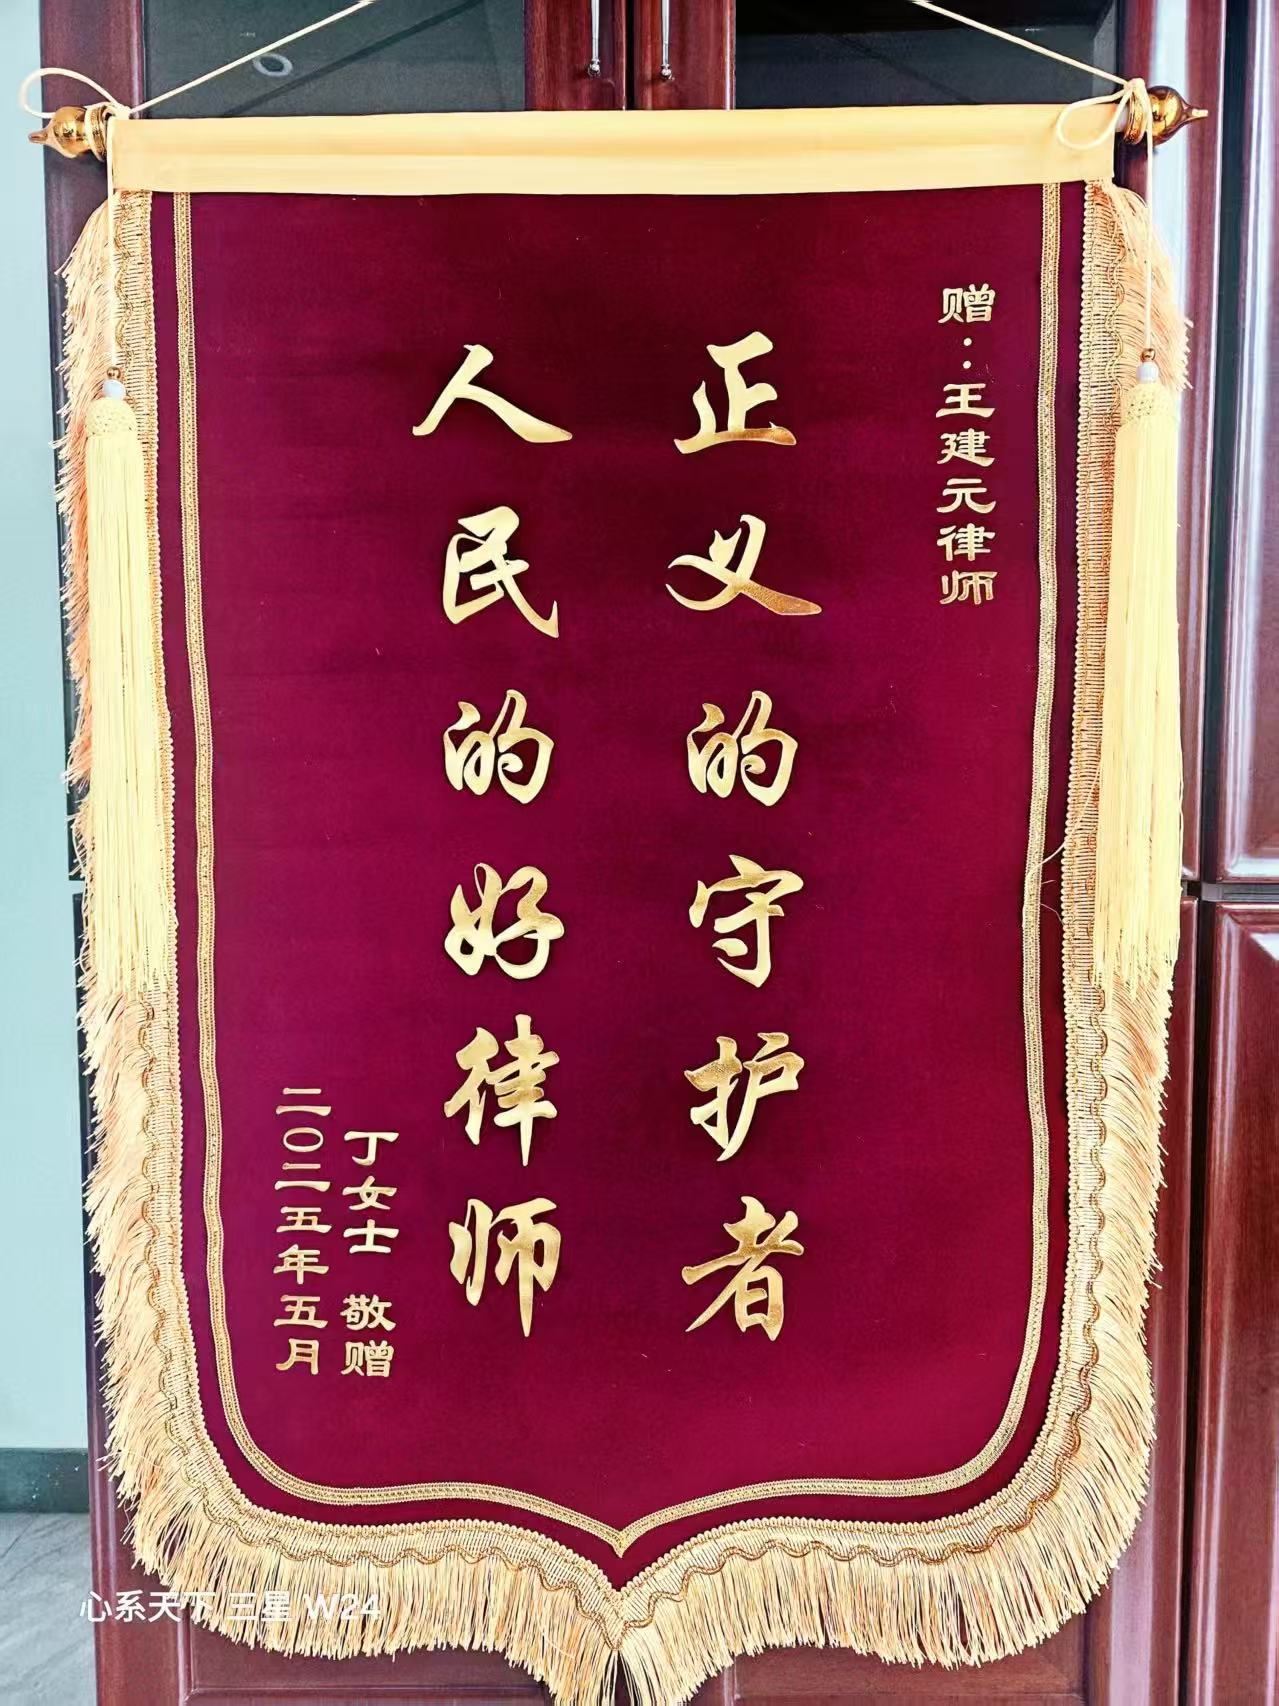 赠：王建元律师
正义的守护者
人民的好律师
丁女士 敬赠
二〇二五年五月
心系天下 三星 W24